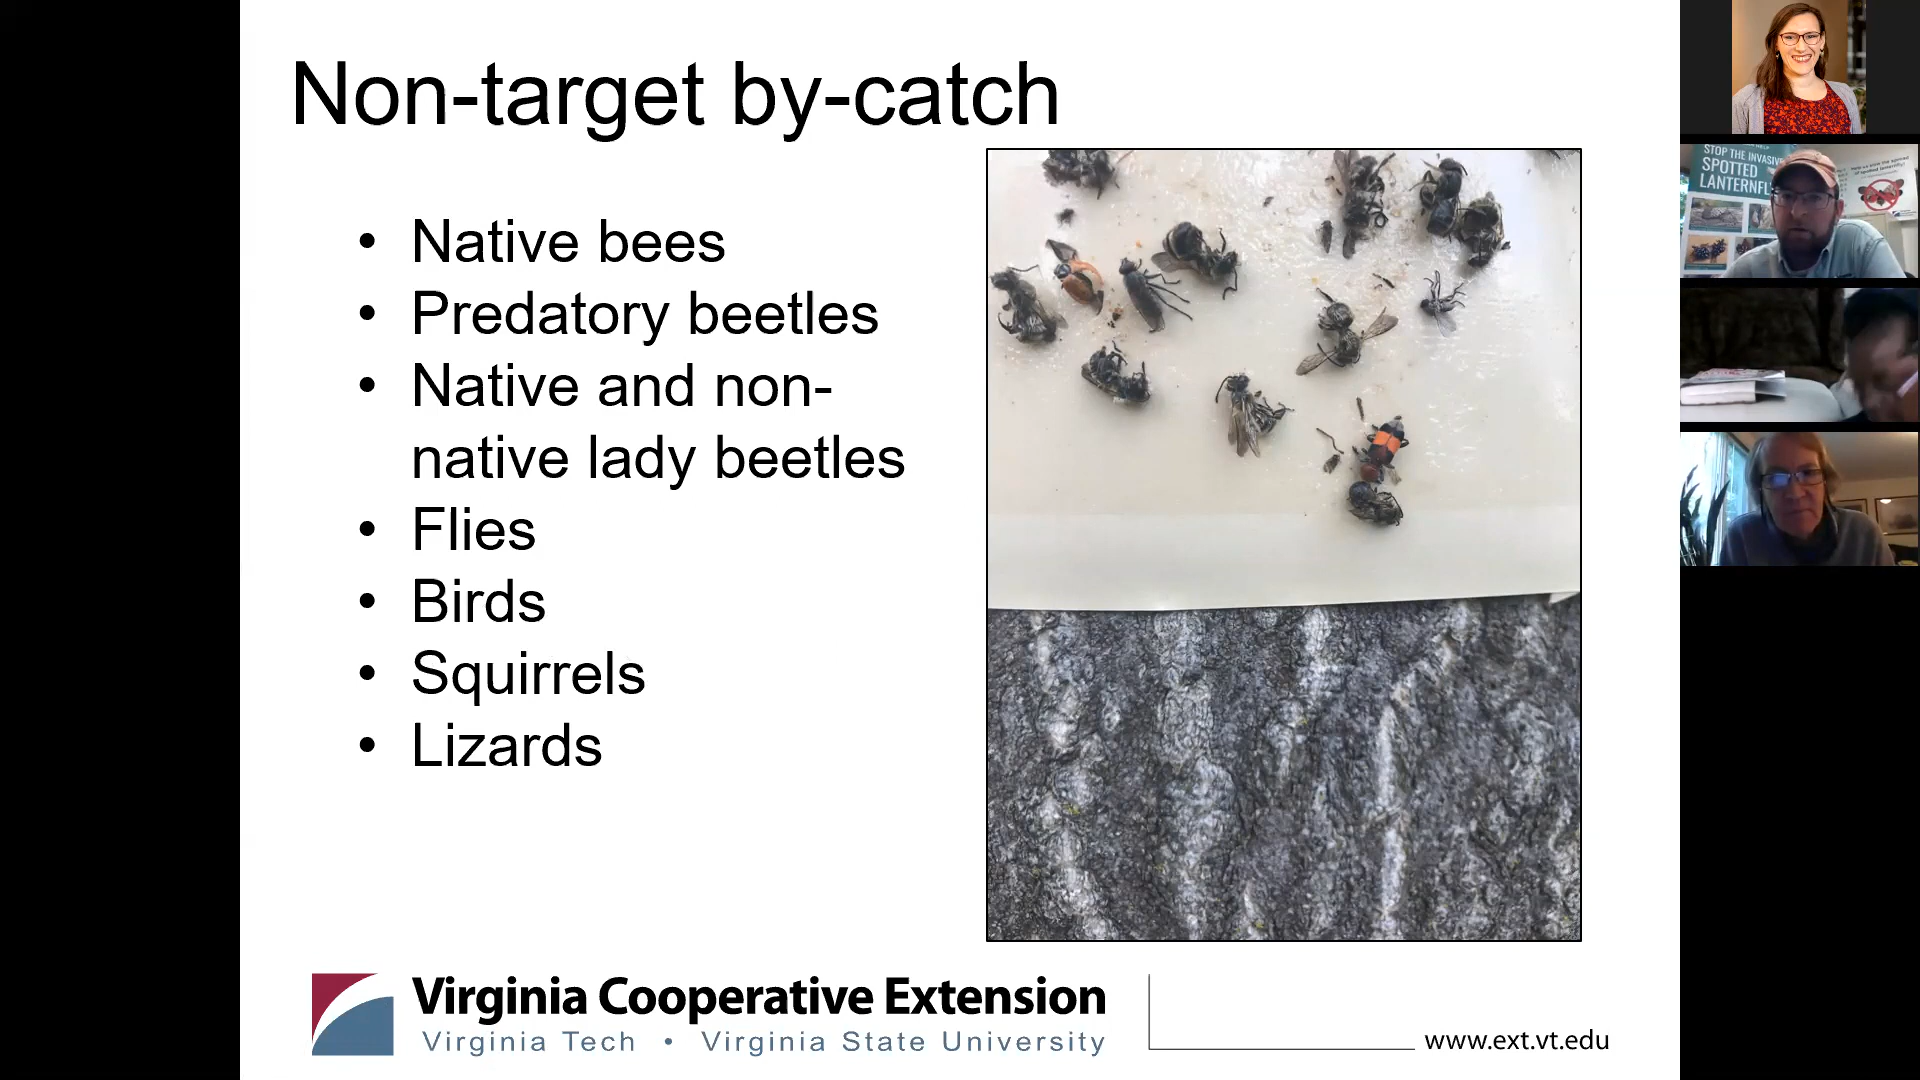 Non-target by-catch
• Native bees
• Predatory beetles
• Native and non-
native lady beetles
• Flies
• Birds
• Squirrels
• Lizards
Virginia Cooperative Extension
Virginia Tech • Virginia State University
www.ext.vt.edu
STOP THE INVASIVE
SPOTTED
LANTERNFL